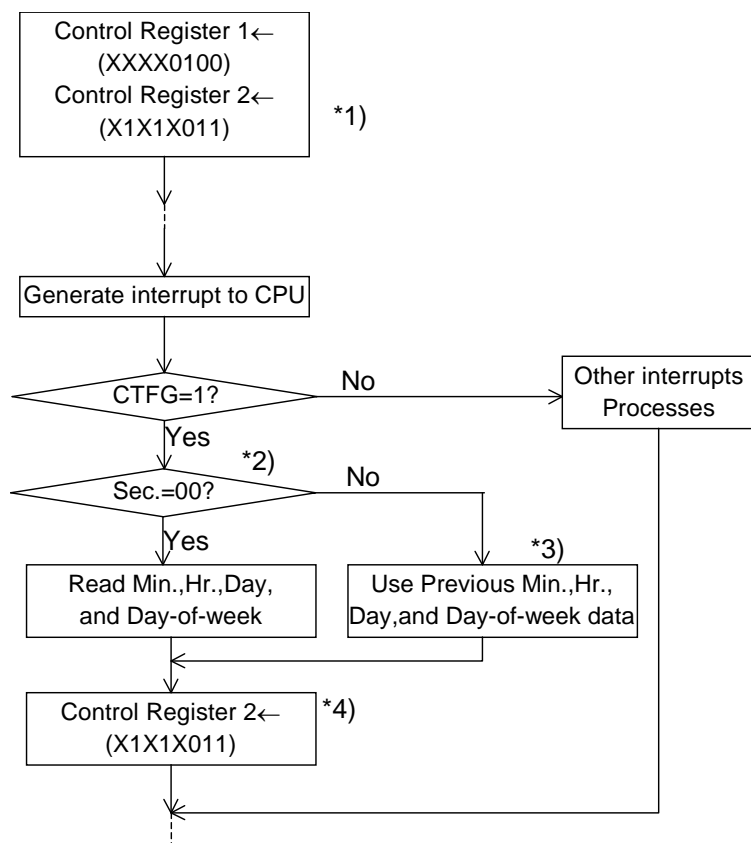 Control Register 1←
(XXXX0100)
Control Register 2←
(X1X1X011)
*1)
Generate interrupt to CPU
CTFG=1?
No
Other interrupts
Processes
Yes
*2)
Sec.=00?
No
Yes
*3)
Read Min.,Hr.,Day,
and Day-of-week
Use Previous Min.,Hr.,
Day,and Day-of-week data
Control Register 2←
(X1X1X011)
*4)